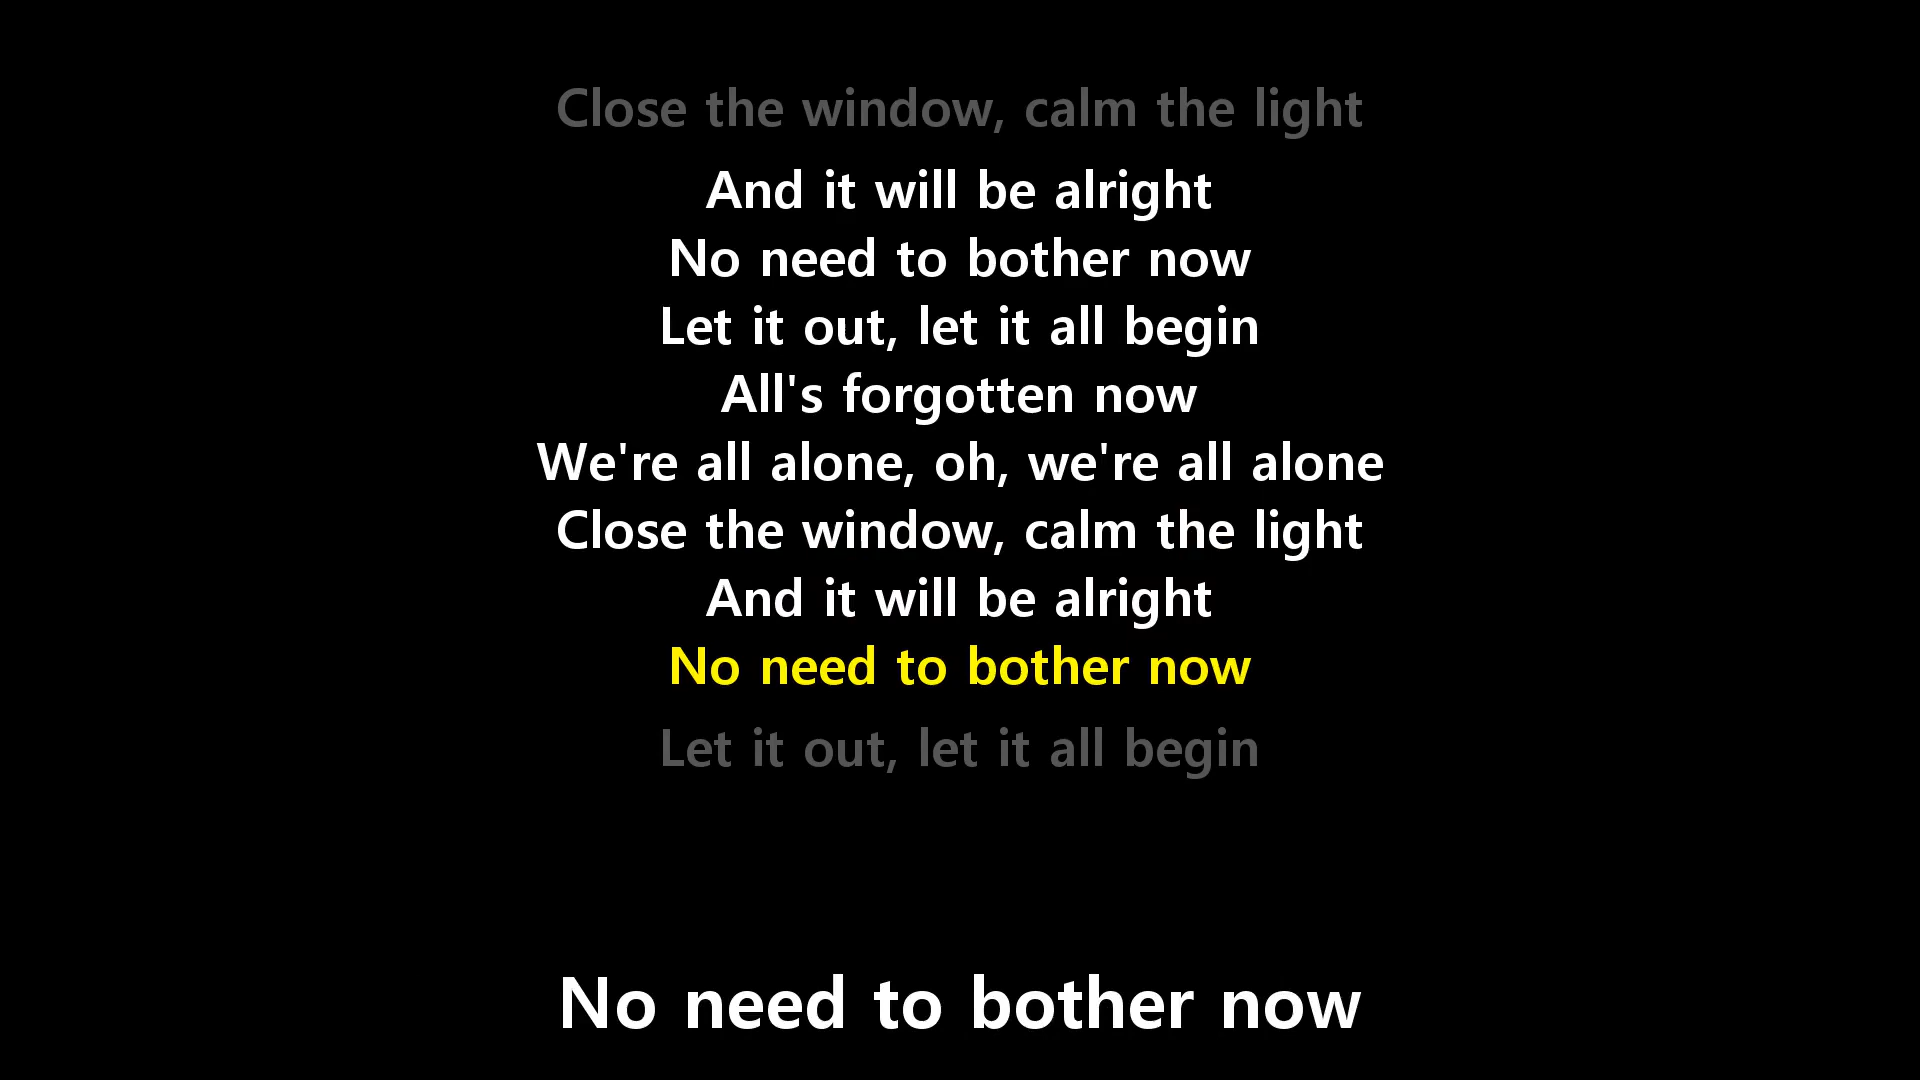 Close the window, calm the light
And it will be alright
No need to bother now
Let it out, let it all begin
All's forgotten now
We're all alone, oh, we're all alone
Close the window, calm the light
And it will be alright
No need to bother now
Let it out, let it all begin
No need to bother now